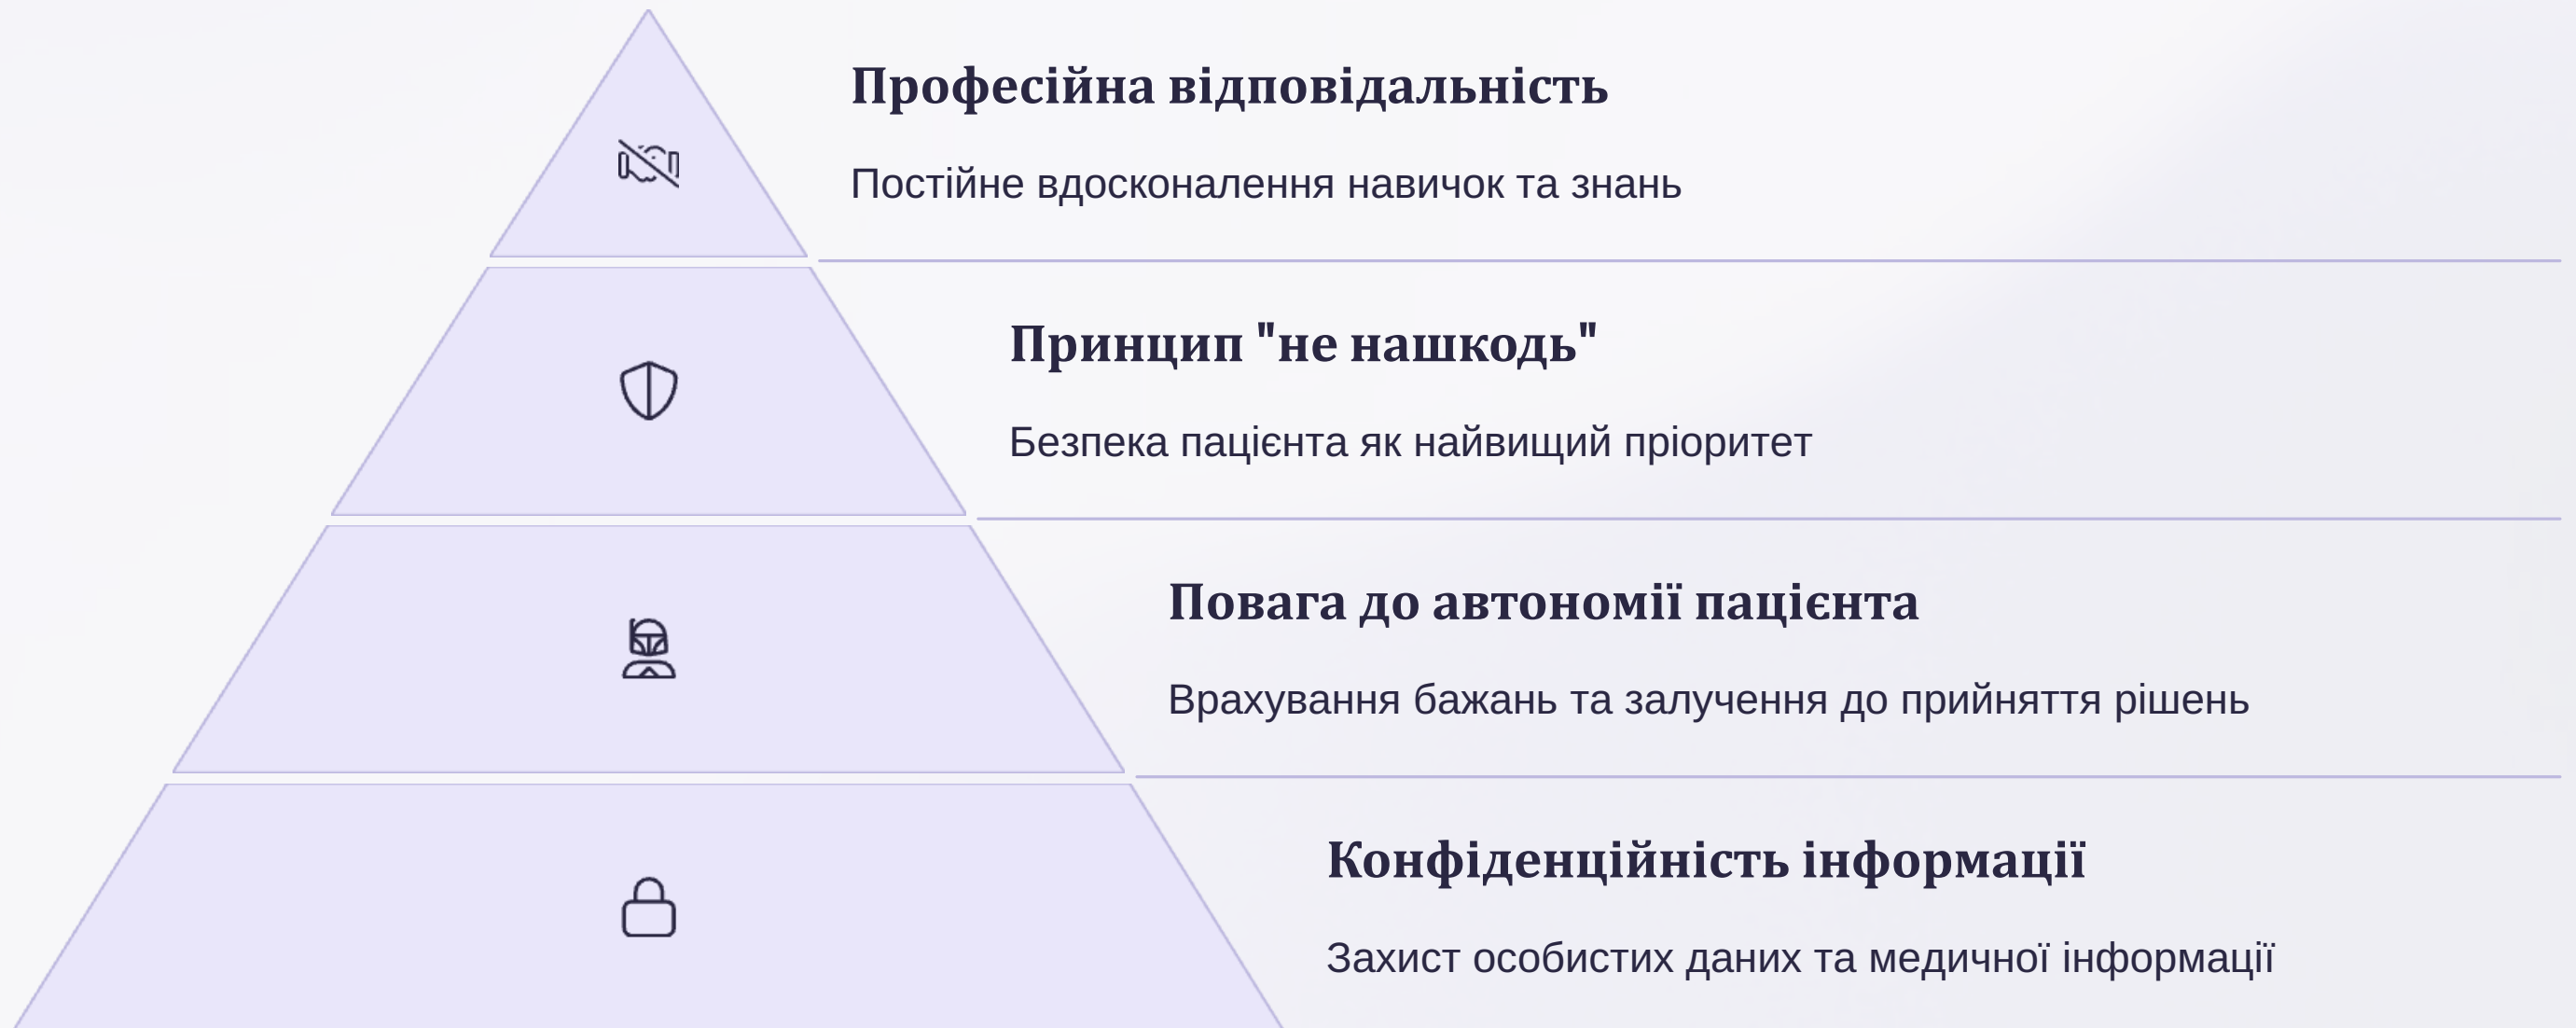 Професійна відповідальність
Постійне вдосконалення навичок та знань
Принцип "не нашкодь"
Безпека пацієнта як найвищий пріоритет
Повага до автономії пацієнта
Врахування бажань та залучення до прийняття рішень
Конфіденційність інформації
Захист особистих даних та медичної інформації